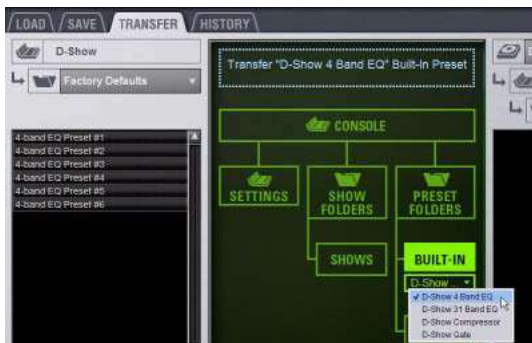 LOAD
SAVE
TRANSFER
HISTORY
D-Show
Factory Defaults
4-band EQ Preset #1
4-band EQ Preset #2
4-band EQ Preset #3
4-band EQ Preset #4
4-band EQ Preset #5
4-band EQ Preset #6
Transfer "D-Show 4 Band EQ" Built-In Preset
CONSOLE
SETTINGS
SHOW
FOLDERS
PRESET
FOLDERS
SHOWS
BUILT-IN
D-Show ...
D-Show 4 Band EQ
D-Show 31 Band EQ
D-Show Compressor
D-Show Gate